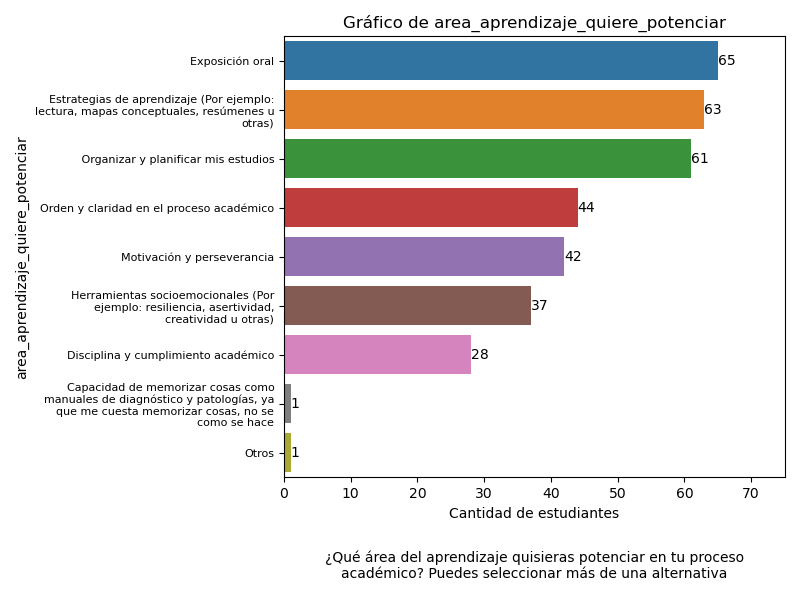 Gráfico de area_aprendizaje_quiere_potenciar
area_aprendizaje_quiere_potenciar
Exposición oral
65
Estrategias de aprendizaje (Por ejemplo:
lectura, mapas conceptuales, resúmenes u
otras)
63
Organizar y planificar mis estudios
61
Orden y claridad en el proceso académico
44
Motivación y perseverancia
42
Herramientas socioemocionales (Por
ejemplo: resiliencia, asertividad,
creatividad u otras)
37
Disciplina y cumplimiento académico
28
Capacidad de memorizar cosas como
manuales de diagnóstico y patologías, ya
que me cuesta memorizar cosas, no se
como se hace
1
Otros
1
0 10 20 30 40 50 60 70
Cantidad de estudiantes
¿Qué área del aprendizaje quisieras potenciar en tu proceso
académico? Puedes seleccionar más de una alternativa